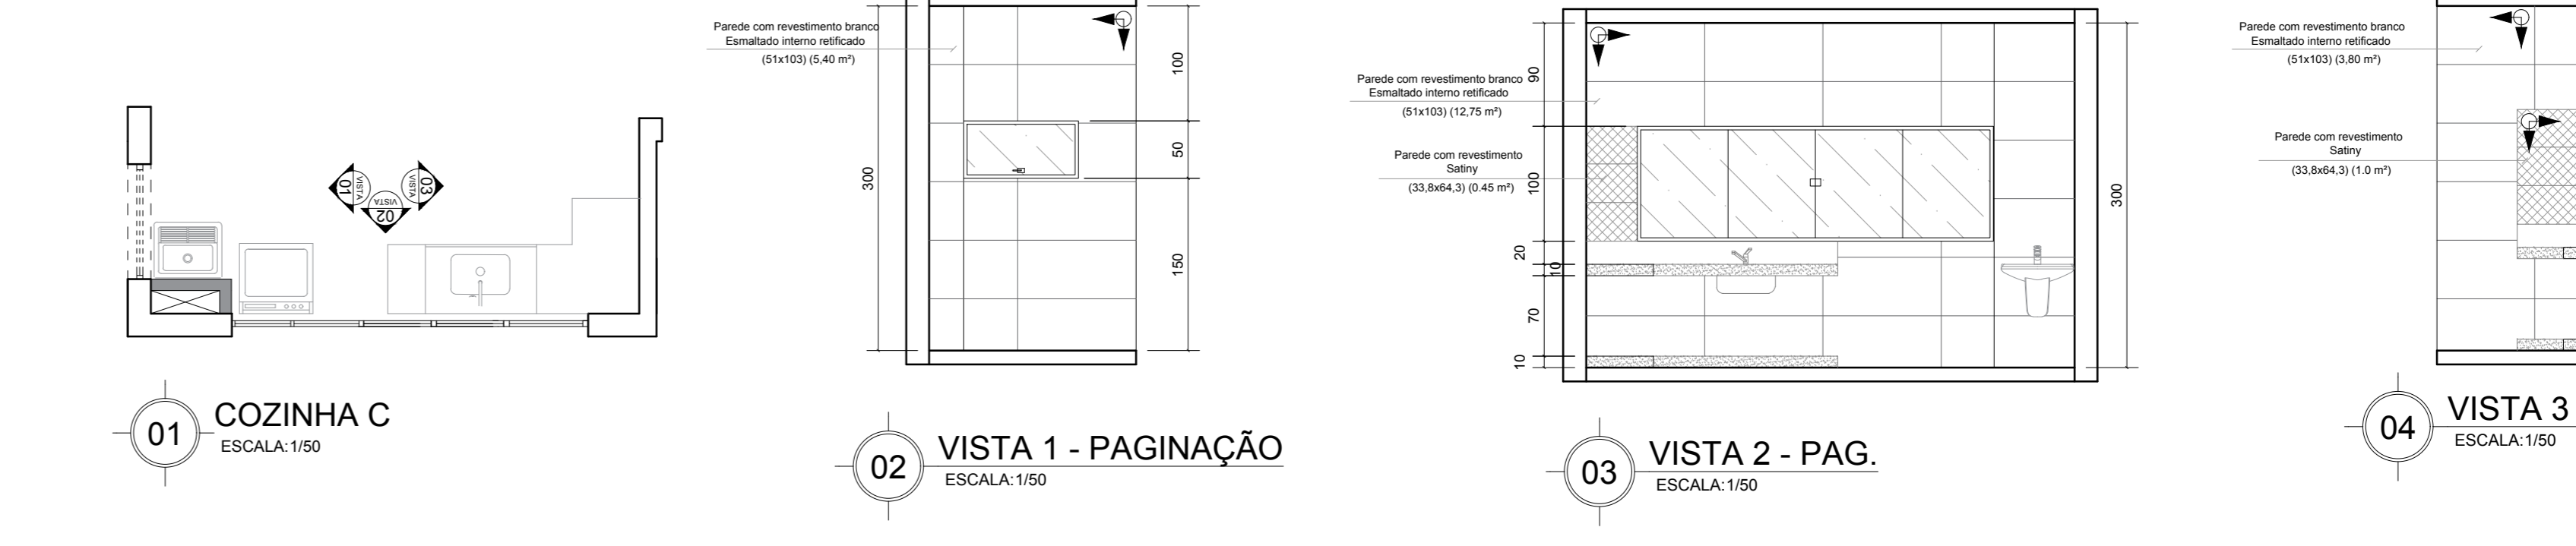 VISTA
01
VISTA
02
VISTA
03
01
COZINHA C
ESCALA:1/50
Parede com revestimento branco
Esmaltado interno retificado
(51x103) (5,40 m²)
300
100
50
150
02
VISTA 1 - PAGINAÇÃO
ESCALA:1/50
Parede com revestimento branco
Esmaltado interno retificado
(51x103) (12,75 m²)
Parede com revestimento
Satiny
(33,8x64,3) (0.45 m²)
90
100
20
10
70
10
300
03
VISTA 2 - PAG.
ESCALA:1/50
Parede com revestimento branco
Esmaltado interno retificado
(51x103) (3,80 m²)
Parede com revestimento
Satiny
(33,8x64,3) (1.0 m²)
04
VISTA 3
ESCALA:1/50